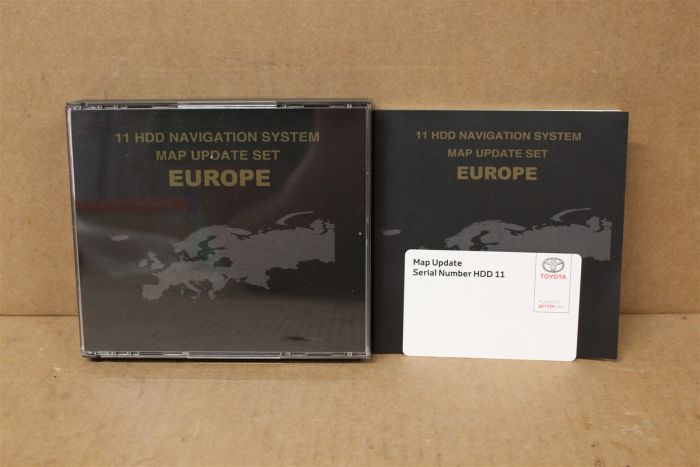 11 HDD NAVIGATION SYSTEM
MAP UPDATE SET
EUROPE
11 HDD NAVIGATION SYSTEM
MAP UPDATE SET
EUROPE
Map Update
Serial Number HDD 11
TOYOTA
BETTER